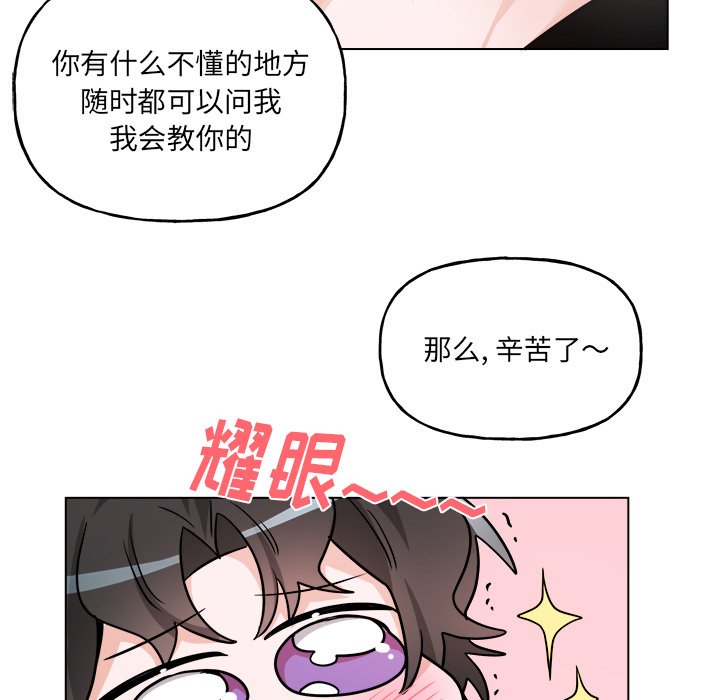 你有什么不懂的地方
随时都可以问我
我会教你的
那么, 辛苦了～
耀眼～～～